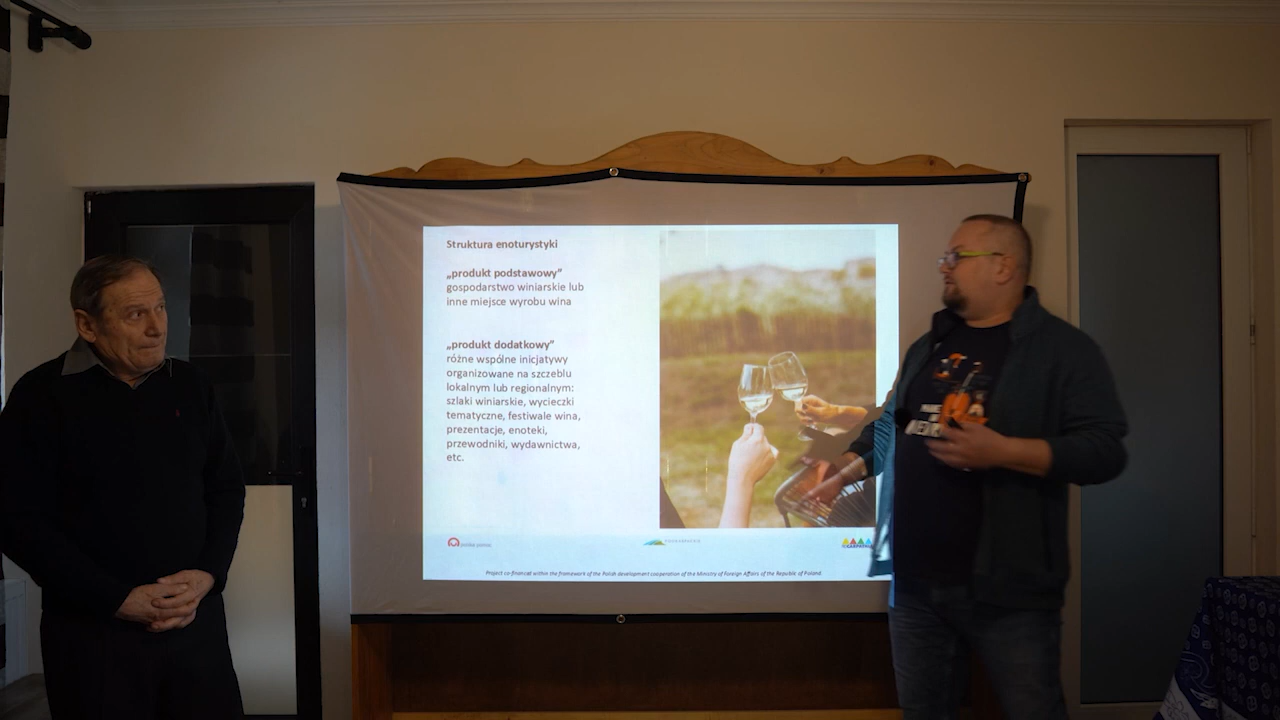 Struktura enoturystyki
„produkt podstawowy”
gospodarstwo winiarskie lub
inne miejsce wyrobu wina
„produkt dodatkowy”
różne wspólne inicjatywy
organizowane na szczeblu
lokalnym lub regionalnym:
szlaki winiarskie, wycieczki
tematyczne, festiwale wina,
prezentacje, enoteki,
przewodniki, wydawnictwa,
etc.
polska pomoc
Project co-financed within the framework of the Polish development cooperation of the Ministry of Foreign Affairs of the Republic of Poland.